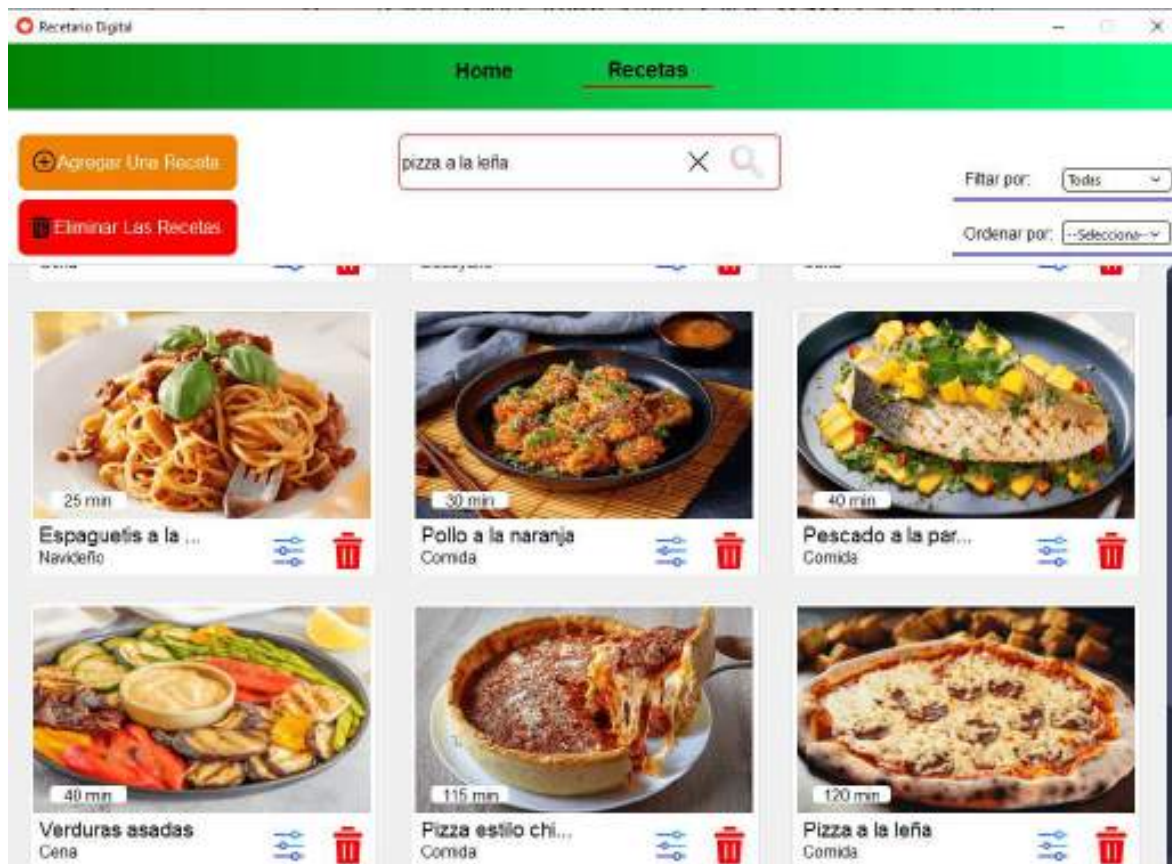 Recetario Digital
Home Recetas
Agregar Una Receta
pizza a la leña
Filtar por: Todas
Eliminar Las Recetas
Ordenar por: --Selecciona--
25 min
30 min
40 min
Espaguetis a la ...
Navideño
Pollo a la naranja
Comida
Pescado a la par...
Comida
40 min
115 min
120 min
Verduras asadas
Cena
Pizza estilo chi...
Comida
Pizza a la leña
Comida